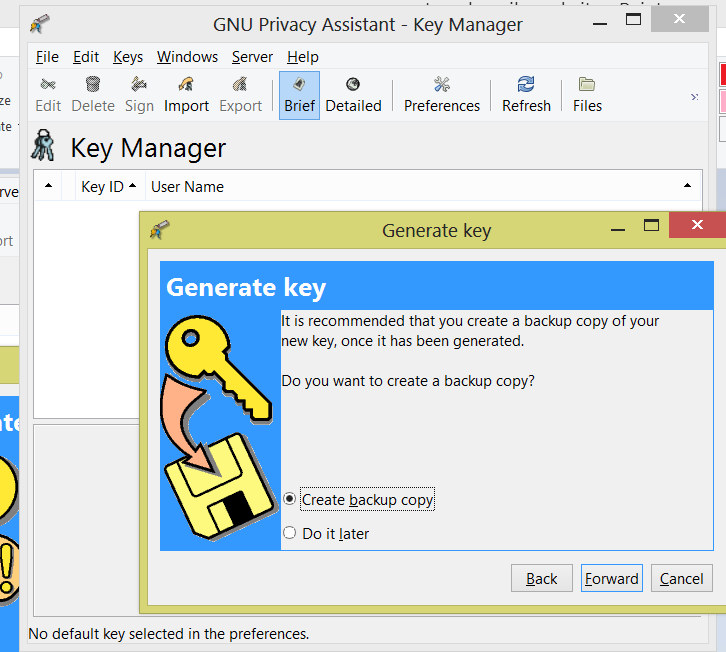 GNU Privacy Assistant - Key Manager
File Edit Keys Windows Server Help
Edit Delete Sign Import Export Brief Detailed Preferences Refresh Files
Key Manager
Key ID User Name
Generate key
Generate key
It is recommended that you create a backup copy of your
new key, once it has been generated.
Do you want to create a backup copy?
Create backup copy
Do it later
Back Forward Cancel
No default key selected in the preferences.